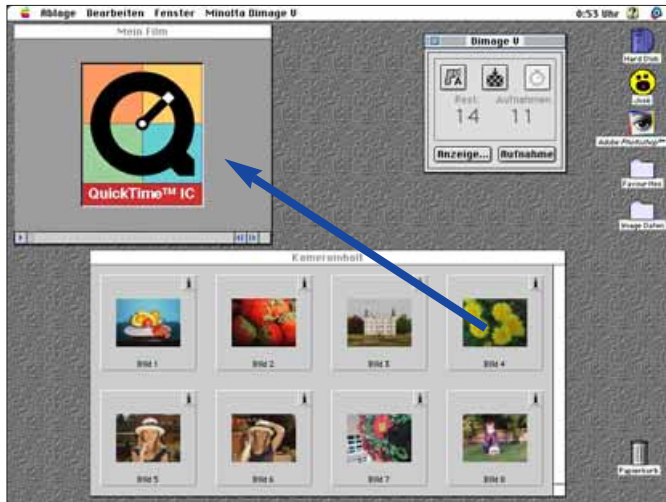 Ablage Bearbeiten Fenster Minolta Dimage V
0:53 Uhr
Mein Film
QuickTime™ IC
Dimage V
Rest:
Aufnahmen:
14
11
Anzeige...
Aufnahme
Hard Disk
Adobe Photoshop™
Favourites
Image Daten
Kamerainhalt
Bild 1
Bild 2
Bild 3
Bild 4
Bild 5
Bild 6
Bild 7
Bild 8
Papierkorb